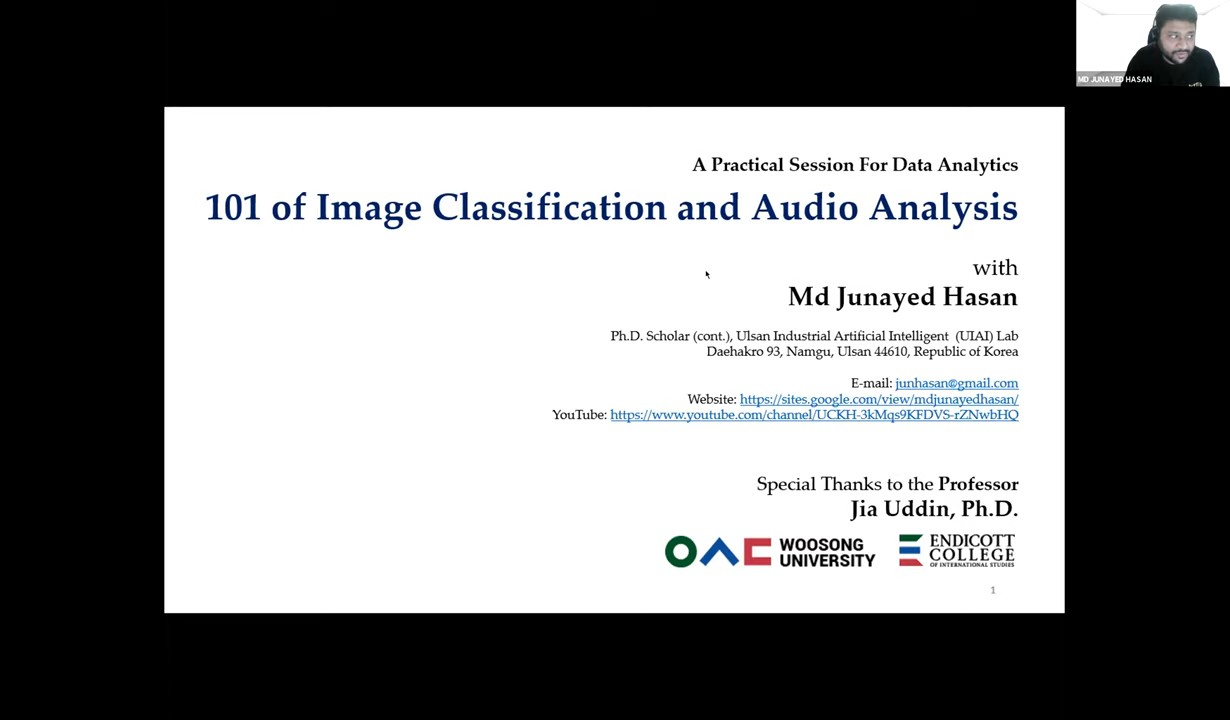 MD JUNAYED HASAN
A Practical Session For Data Analytics
101 of Image Classification and Audio Analysis
with
Md Junayed Hasan
Ph.D. Scholar (cont.), Ulsan Industrial Artificial Intelligent (UIAI) Lab
Daehakro 93, Namgu, Ulsan 44610, Republic of Korea
E-mail: junhasan@gmail.com
Website: https://sites.google.com/view/mdjunayedhasan/
YouTube: https://www.youtube.com/channel/UCKH-3kMqs9KFDVS-rZNwbHQ
Special Thanks to the Professor
Jia Uddin, Ph.D.
WOOSONG
UNIVERSITY
ENDICOTT
COLLEGE
OF INTERNATIONAL STUDIES
1